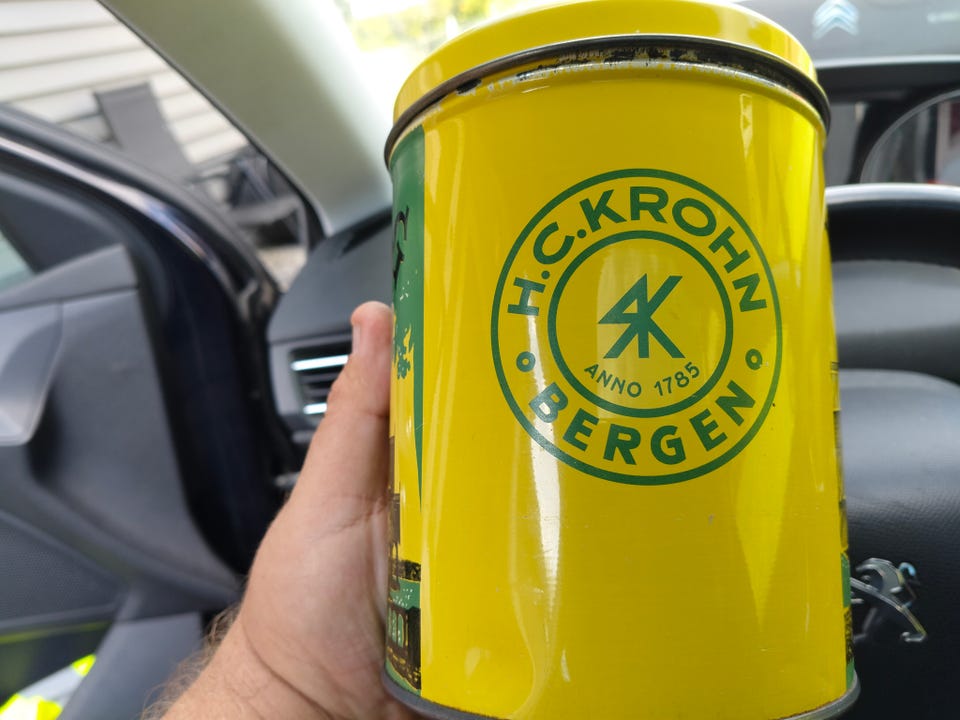 H.C. KROHN
ANNO 1785
BERGEN